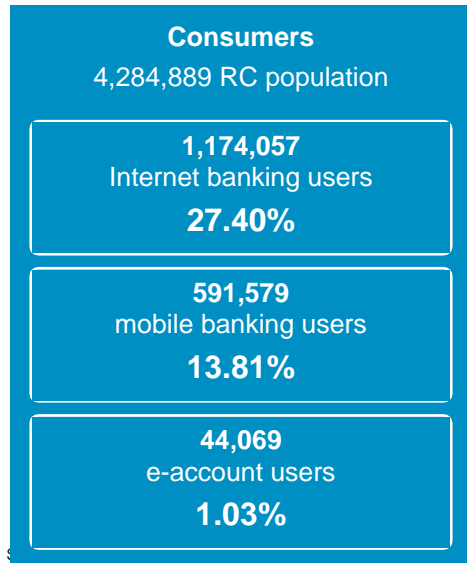 Consumers
4,284,889 RC population
1,174,057
Internet banking users
27.40%
591,579
mobile banking users
13.81%
44,069
e-account users
1.03%